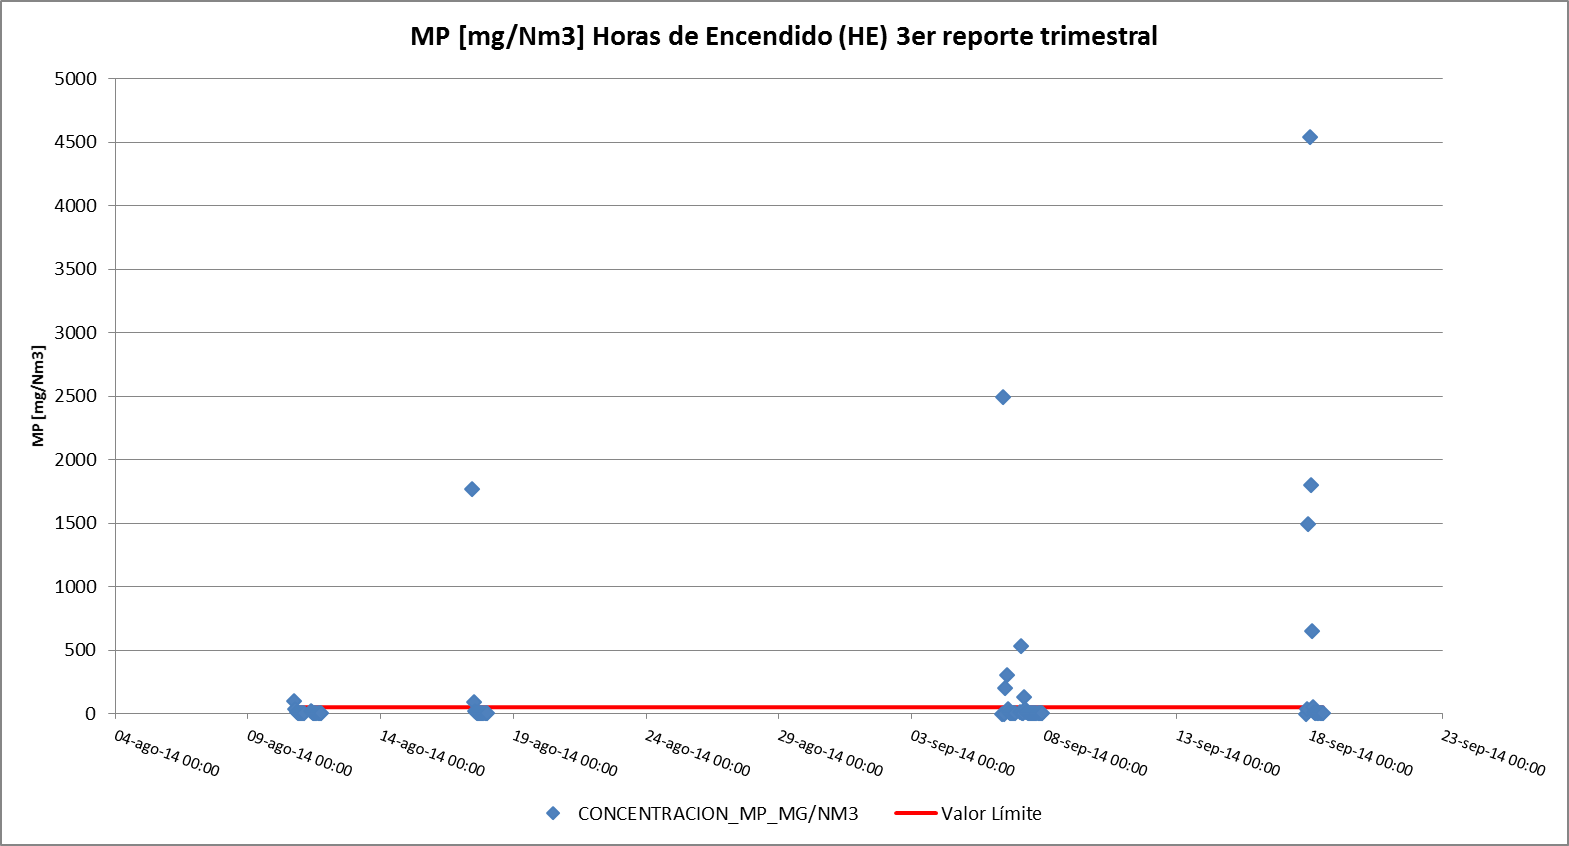 MP [mg/Nm3] Horas de Encendido (HE) 3er reporte trimestral
5000
4500
4000
3500
3000
2500
2000
1500
1000
500
0
MP [mg/Nm3]
04-ago-14 00:00
09-ago-14 00:00
14-ago-14 00:00
19-ago-14 00:00
24-ago-14 00:00
29-ago-14 00:00
03-sep-14 00:00
08-sep-14 00:00
13-sep-14 00:00
18-sep-14 00:00
23-sep-14 00:00
CONCENTRACION_MP_MG/NM3
Valor Límite